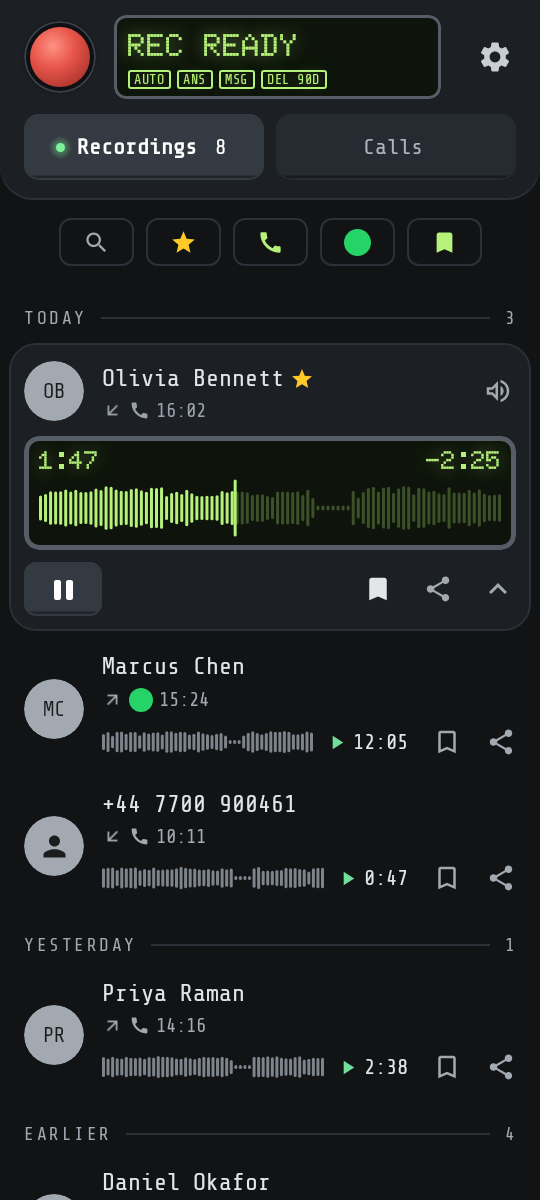 REC READY
AUTO ANS MSG DEL 90D
Recordings 8
Calls
TODAY 3
OB
Olivia Bennett
16:02
1:47 -2:25
Marcus Chen
MC
15:24
12:05
+44 7700 900461
10:11
0:47
YESTERDAY 1
Priya Raman
PR
14:16
2:38
EARLIER 4
Daniel Okafor